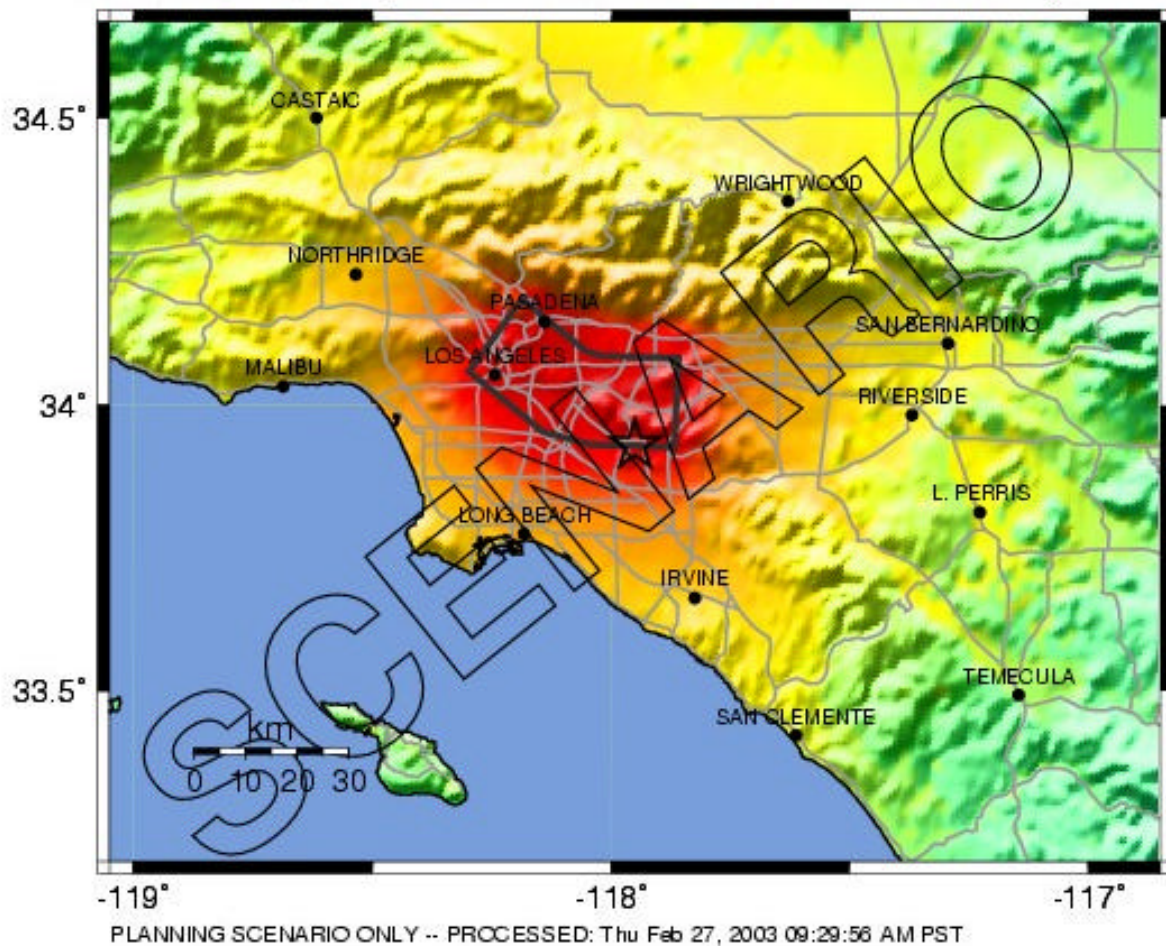 34.5°
CASTAIC
WRIGHTWOOD
NORTHRIDGE
PASADENA
SAN BERNARDINO
LOS ANGELES
MALIBU
34°
RIVERSIDE
L. PERRIS
LONG BEACH
IRVINE
33.5°
TEMECULA
SAN CLEMENTE
km
0 10 20 30
SCENARIO
-119° -118° -117°
PLANNING SCENARIO ONLY -- PROCESSED: Thu Feb 27, 2003 09:29:56 AM PST